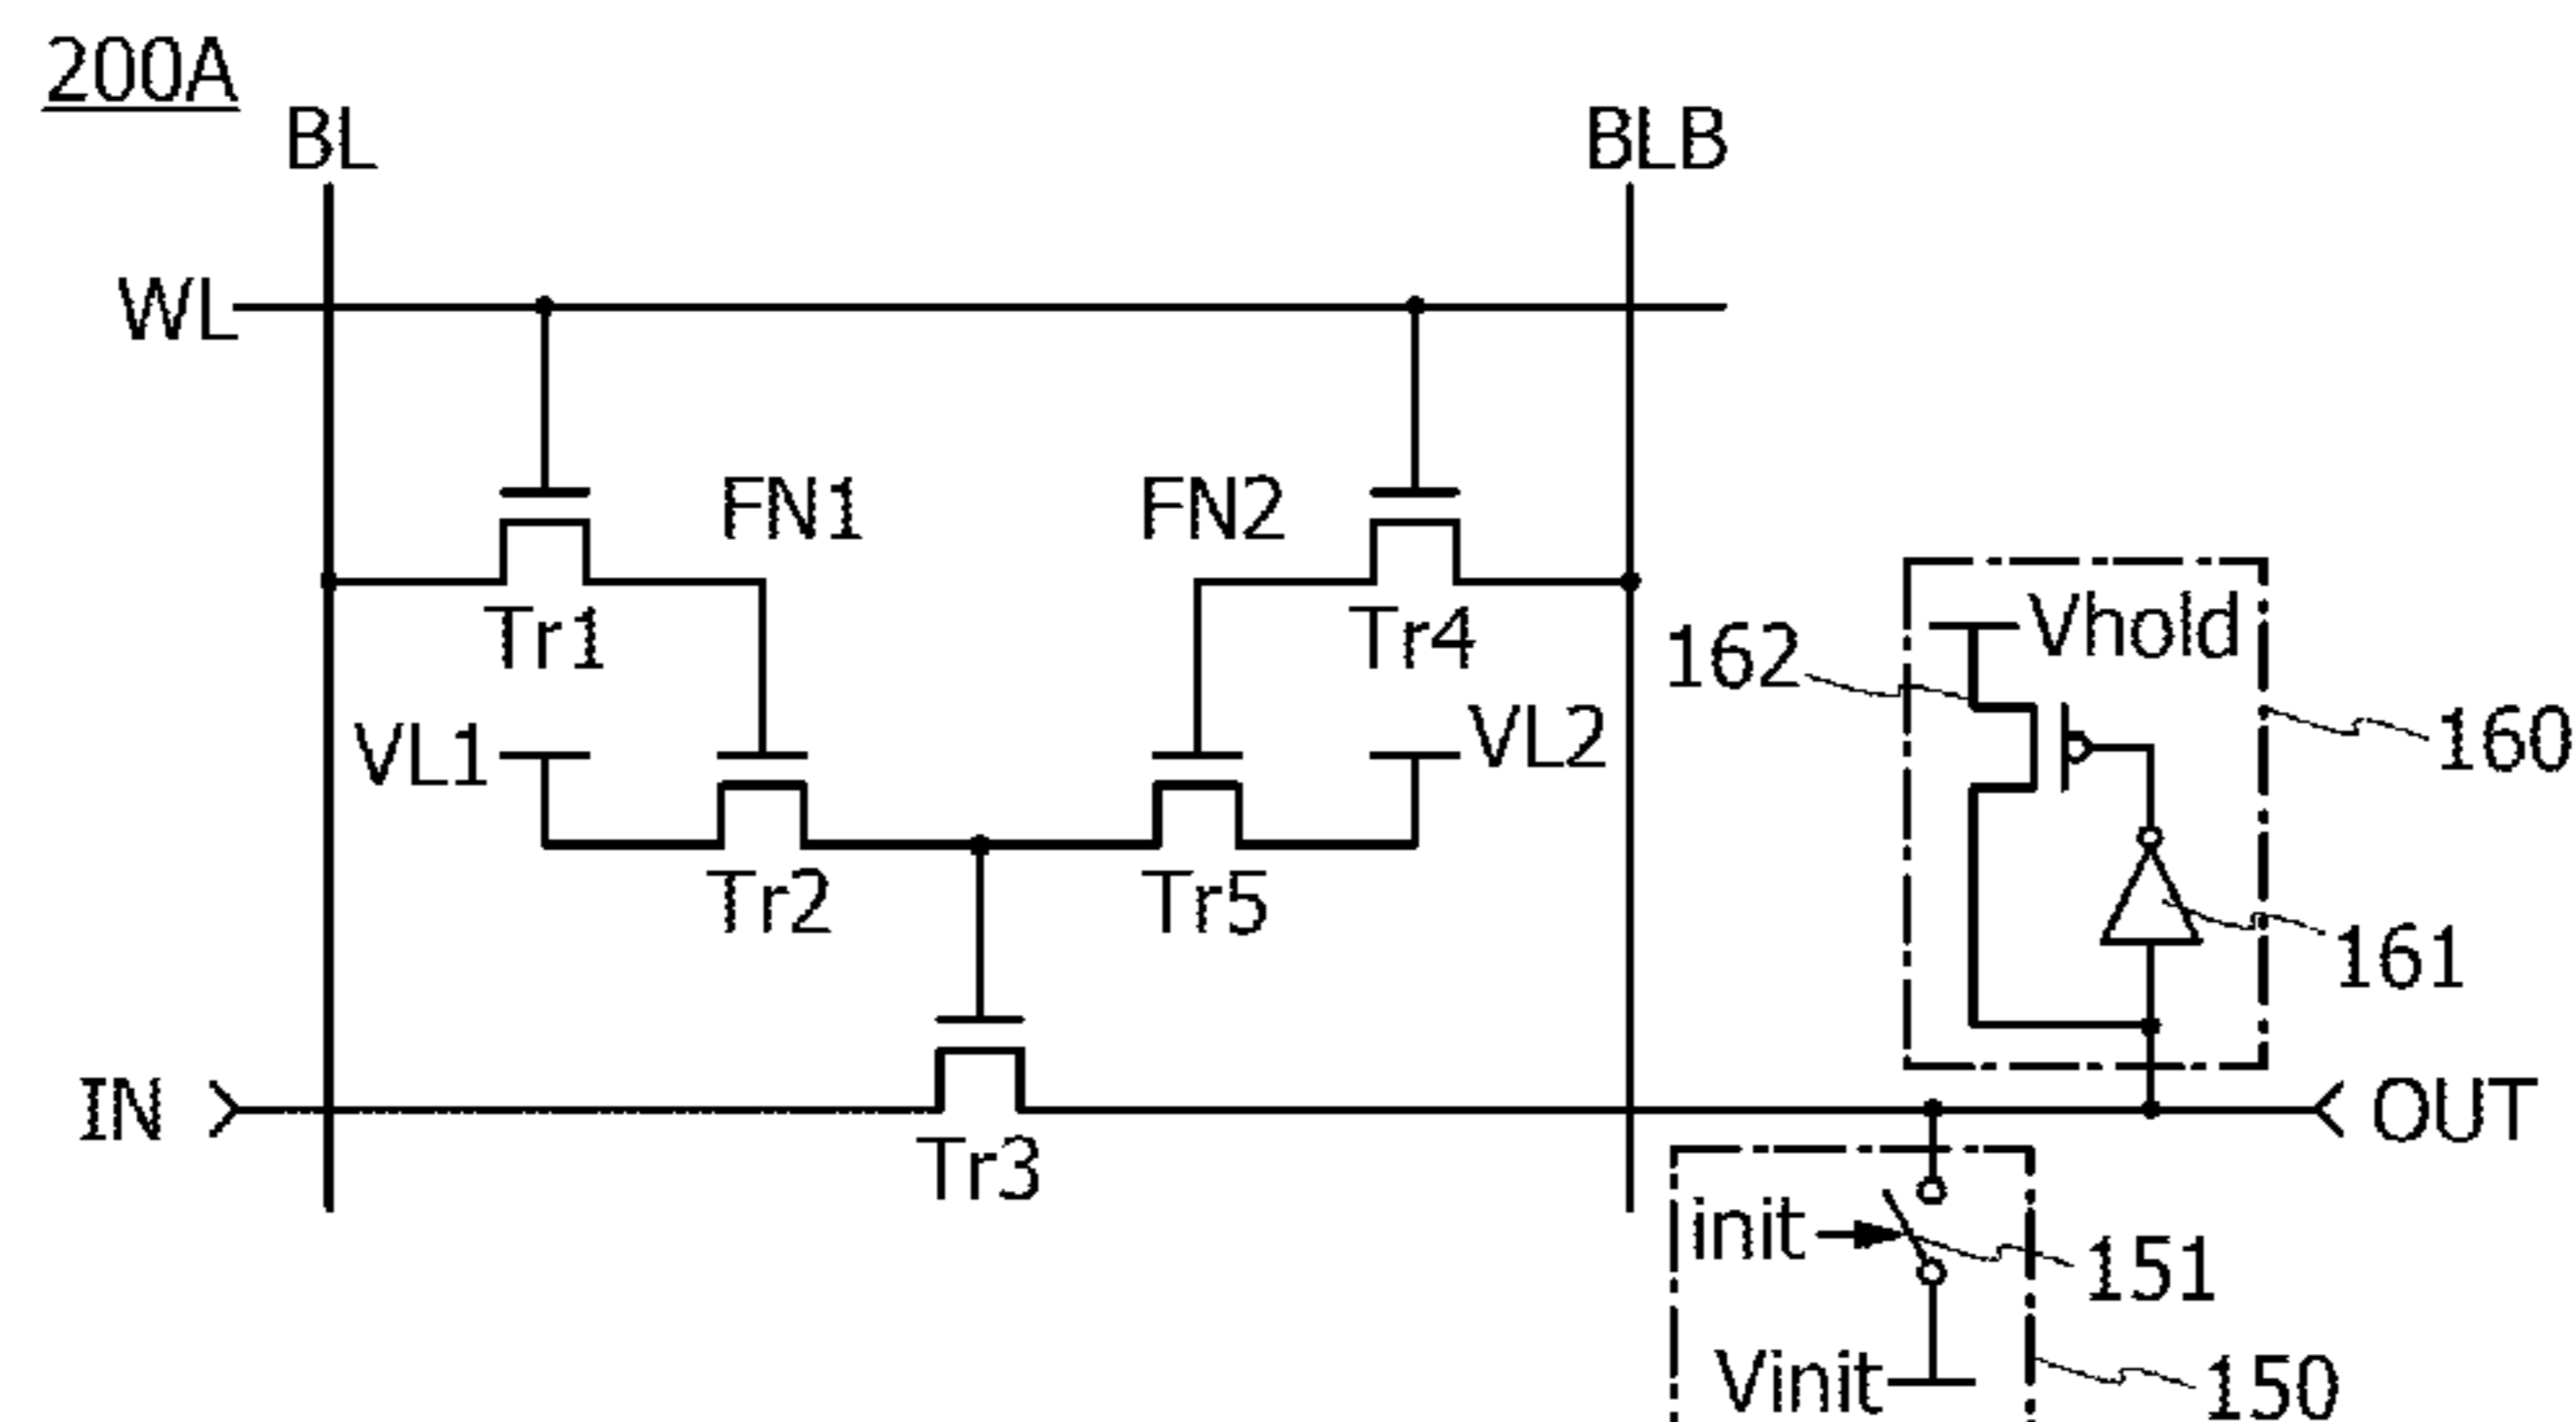 200A
BL
BLB
WL
FN1
FN2
Tr1
Tr4
162
Vhold
VL1
VL2
160
Tr2
Tr5
161
IN
OUT
Tr3
init
151
Vinit
150